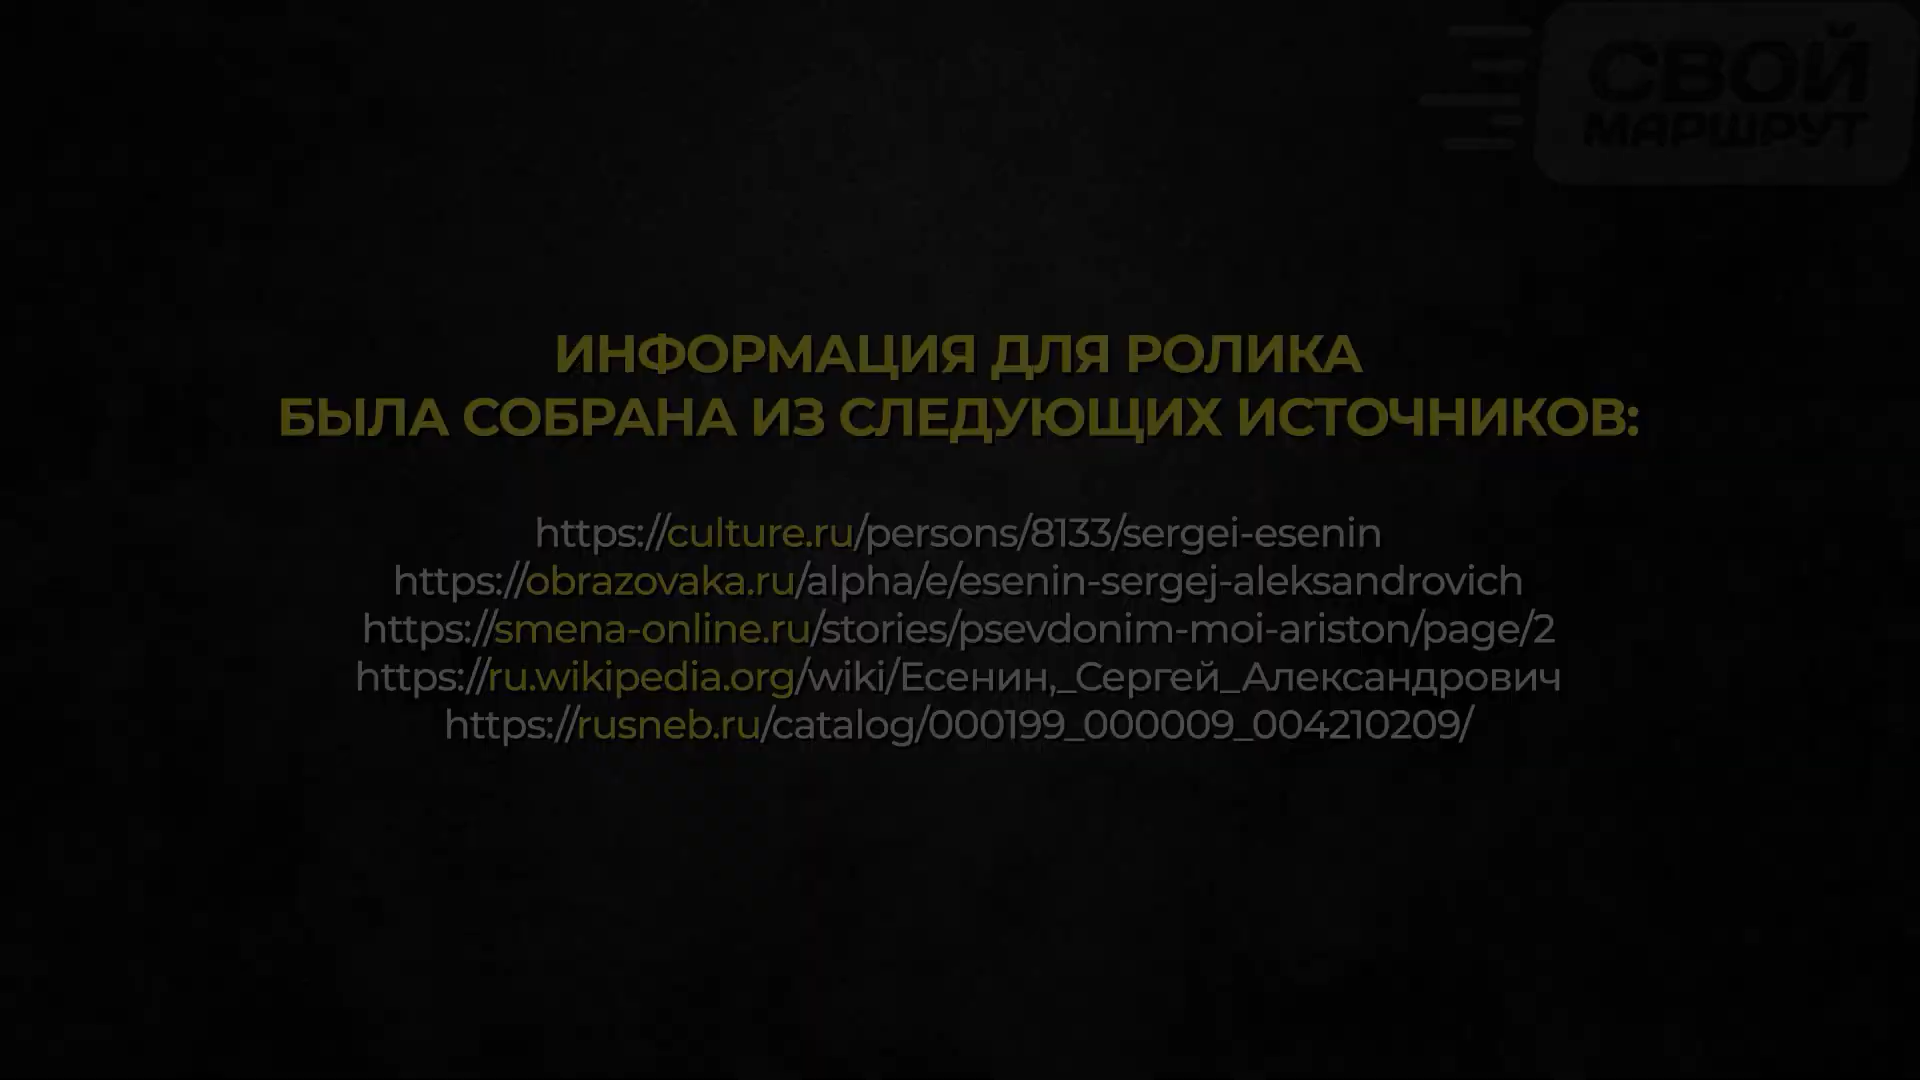 СВОЙ
МАРШРУТ
ИНФОРМАЦИЯ ДЛЯ РОЛИКА
БЫЛА СОБРАНА ИЗ СЛЕДУЮЩИХ ИСТОЧНИКОВ:
https://culture.ru/persons/8133/sergei-esenin
https://obrazovaka.ru/alpha/e/esenin-sergej-aleksandrovich
https://smena-online.ru/stories/psevdonim-moi-ariston/page/2
https://ru.wikipedia.org/wiki/Есенин,_Сергей_Александрович
https://rusneb.ru/catalog/000199_000009_004210209/